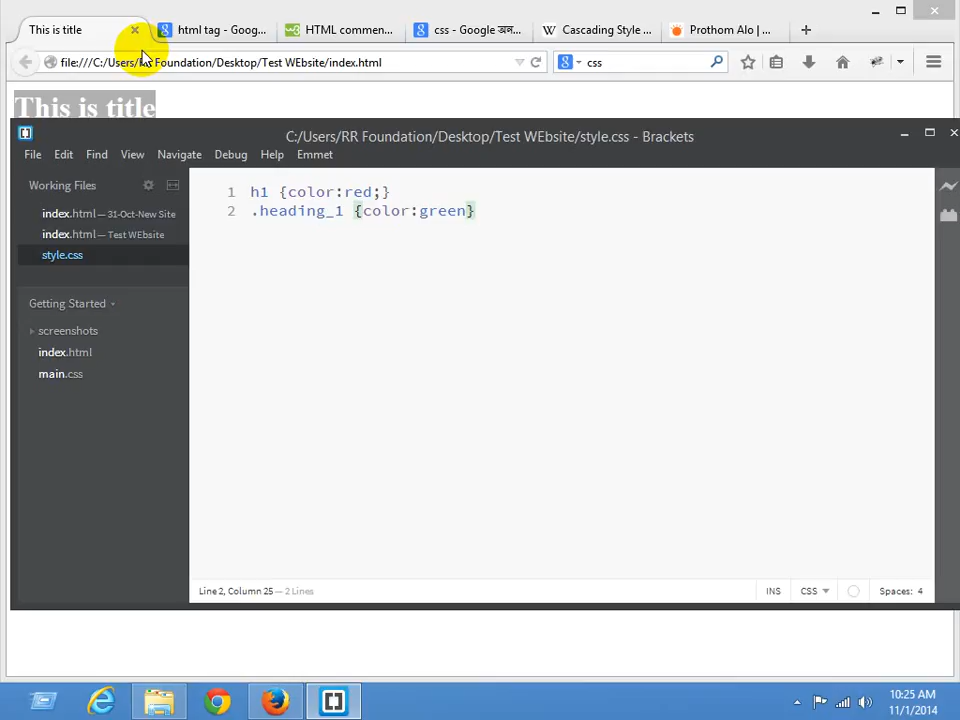 This is title
html tag - Goog...
HTML commen...
css - Google অনু...
Cascading Style ...
Prothom Alo | ...
file:///C:/Users/RR Foundation/Desktop/Test WEbsite/index.html
css
This is title
C:/Users/RR Foundation/Desktop/Test WEbsite/style.css - Brackets
File Edit Find View Navigate Debug Help Emmet
Working Files
index.html — 31-Oct-New Site
index.html — Test WEbsite
style.css
Getting Started
screenshots
index.html
main.css
1 h1 {color:red;}
2 .heading_1 {color:green}
Line 2, Column 25 — 2 Lines
INS
CSS
Spaces: 4
10:25 AM
11/1/2014